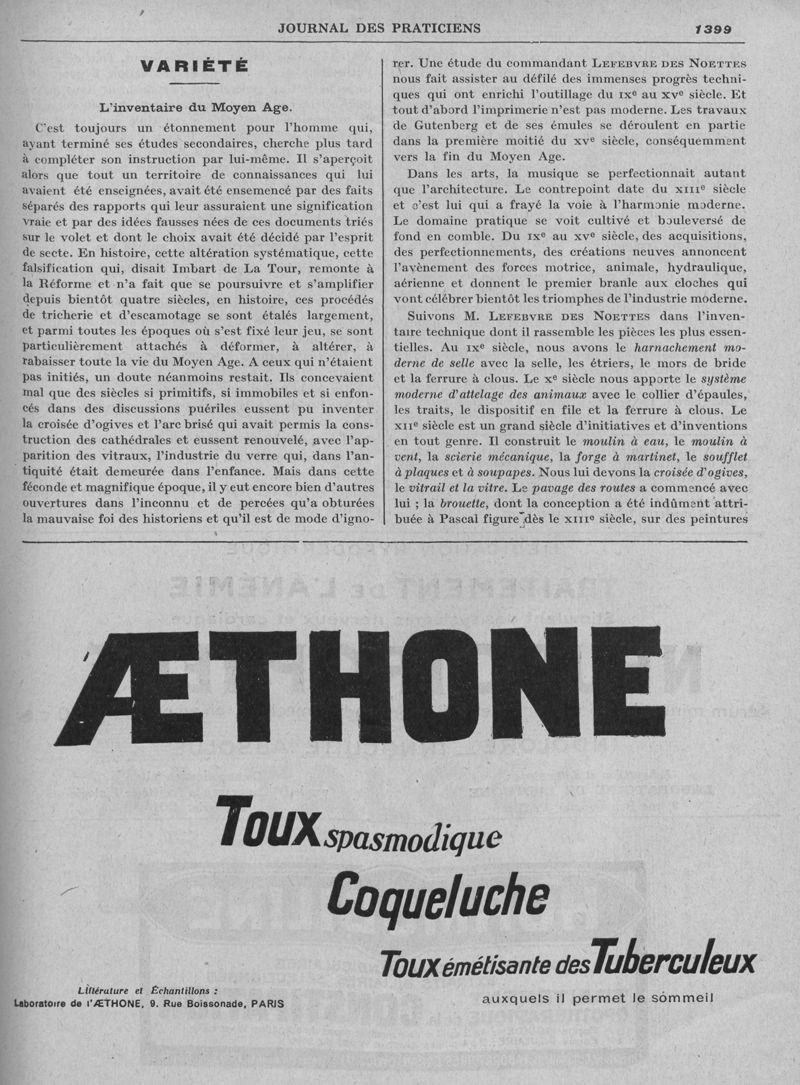 JOURNAL DES PRATICIENS
1399
VARIÉTÉ
L'inventaire du Moyen Age.
C'est toujours un étonnement pour l'homme qui,
ayant terminé ses études secondaires, cherche plus tard
à compléter son instruction par lui-même. Il s'aperçoit
alors que tout un territoire de connaissances qui lui
avaient été enseignées, avait été ensemencé par des faits
séparés des rapports qui leur assuraient une signification
vraie et par des idées fausses nées de ces documents triés
sur le volet et dont le choix avait été décidé par l'esprit
de secte. En histoire, cette altération systématique, cette
falsification qui, disait Imbart de La Tour, remonte à
la Réforme et n'a fait que se poursuivre et s'amplifier
depuis bientôt quatre siècles, en histoire, ces procédés
de tricherie et d'escamotage se sont étalés largement,
et parmi toutes les époques où s'est fixé leur jeu, se sont
particulièrement attachés à déformer, à altérer, à
rabaisser toute la vie du Moyen Age. A ceux qui n'étaient
pas initiés, un doute néanmoins restait. Ils concevaient
mal que des siècles si primitifs, si immobiles et si enfon-
cés dans des discussions puériles eussent pu inventer
la croisée d'ogives et l'arc brisé qui avait permis la cons-
truction des cathédrales et eussent renouvelé, avec l'ap-
parition des vitraux, l'industrie du verre qui, dans l'an-
tiquité était demeurée dans l'enfance. Mais dans cette
féconde et magnifique époque, il y eut encore bien d'autres
ouvertures dans l'inconnu et de percées qu'a obturées
la mauvaise foi des historiens et qu'il est de mode d'igno-
rer. Une étude du commandant LEFEBVRE DES NOETTES
nous fait assister au défilé des immenses progrès techni-
ques qui ont enrichi l'outillage du IXe au XVe siècle. Et
tout d'abord l'imprimerie n'est pas moderne. Les travaux
de Gutenberg et de ses émules se déroulent en partie
dans la première moitié du XVe siècle, conséquemment
vers la fin du Moyen Age.
Dans les arts, la musique se perfectionnait autant
que l'architecture. Le contrepoint date du XIIIe siècle
et c'est lui qui a frayé la voie à l'harmonie moderne.
Le domaine pratique se voit cultivé et bouleversé de
fond en comble. Du IXe au XVe siècle, des acquisitions,
des perfectionnements, des créations neuves annoncent
l'avènement des forces motrice, animale, hydraulique,
aérienne et donnent le premier branle aux cloches qui
vont célébrer bientôt les triomphes de l'industrie moderne.
Suivons M. LEFEBVRE DES NOETTES dans l'inven-
taire technique dont il rassemble les pièces les plus essen-
tielles. Au IXe siècle, nous avons le harnachement mo-
derne de selle avec la selle, les étriers, le mors de bride
et la ferrure à clous. Le Xe siècle nous apporte le système
moderne d'attelage des animaux avec le collier d'épaules,
les traits, le dispositif en file et la ferrure à clous. Le
XIIe siècle est un grand siècle d'initiatives et d'inventions
en tout genre. Il construit le moulin à eau, le moulin à
vent, la scierie mécanique, la forge à martinet, le soufflet
à plaques et à soupapes. Nous lui devons la croisée d'ogives,
le vitrail et la vitre. Le pavage des routes a commencé avec
lui ; la brouette, dont la conception a été indûment attri-
buée à Pascal figure dès le XIIIe siècle, sur des peintures
ÆTHONE
Toux spasmodique
Coqueluche
Toux émétisante des Tuberculeux
auxquels il permet le sommeil
Littérature et Échantillons :
Laboratoire de l'ÆTHONE, 9. Rue Boissonade, PARIS